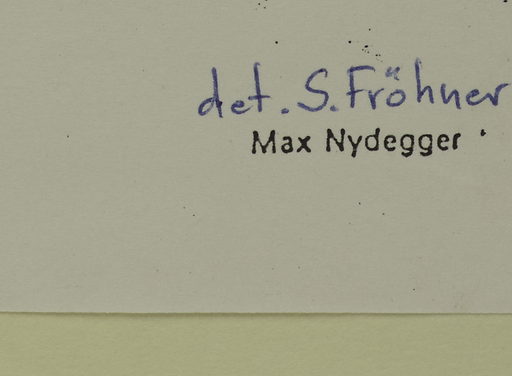 det. S. Fröhner
Max Nydegger